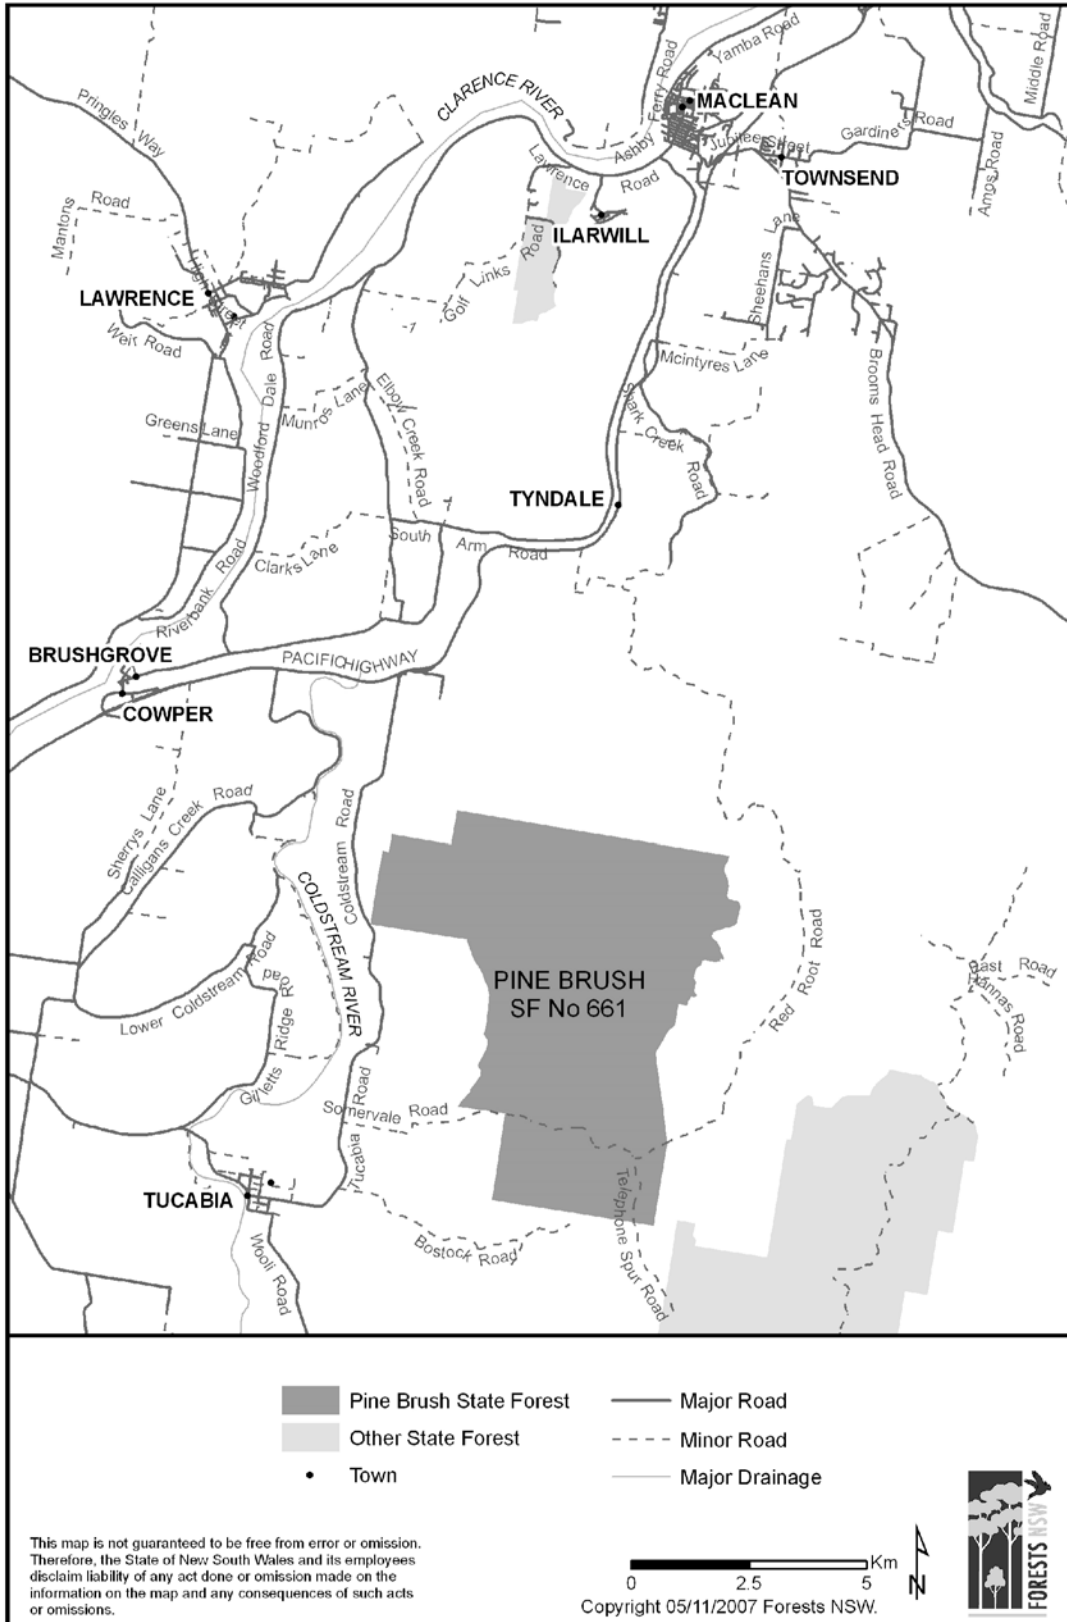 Yamba Road
Middle Road
Ferry Road
CLARENCE RIVER
MACLEAN
Pringles Way
Ashby
Jubilee Street
Gardiners Road
Lawrence Road
TOWNSEND
Amos Road
Mantons Road
ILARWILL
Sheehans Lane
High Street
Golf Links Road
LAWRENCE
-1
Weir Road
Mcintyres Lane
Woodford Dale Road
Munros Lane
Elbow Creek Road
Shark Creek Road
Brooms Head Road
Greens Lane
TYNDALE
South Arm Road
Clarks Lane
Riverbank Road
BRUSHGROVE
PACIFIC HIGHWAY
COWPER
Sherrys Lane
Calligans Creek Road
Coldstream Road
COLDSTREAM RIVER
Lower Coldstream Road
Gilletts Ridge Road
PINE BRUSH
SF No 661
Red Root Road
East Road
Hannas Road
Somervale Road
Tucabia Road
TUCABIA
Bostock Road
Telephone Spur Road
Wooli Road
Pine Brush State Forest
Other State Forest
Town
Major Road
Minor Road
Major Drainage
This map is not guaranteed to be free from error or omission.
Therefore, the State of New South Wales and its employees
disclaim liability of any act done or omission made on the
information on the map and any consequences of such acts
or omissions.
Km
0 2.5 5
Copyright 05/11/2007 Forests NSW.
N
FORESTS NSW